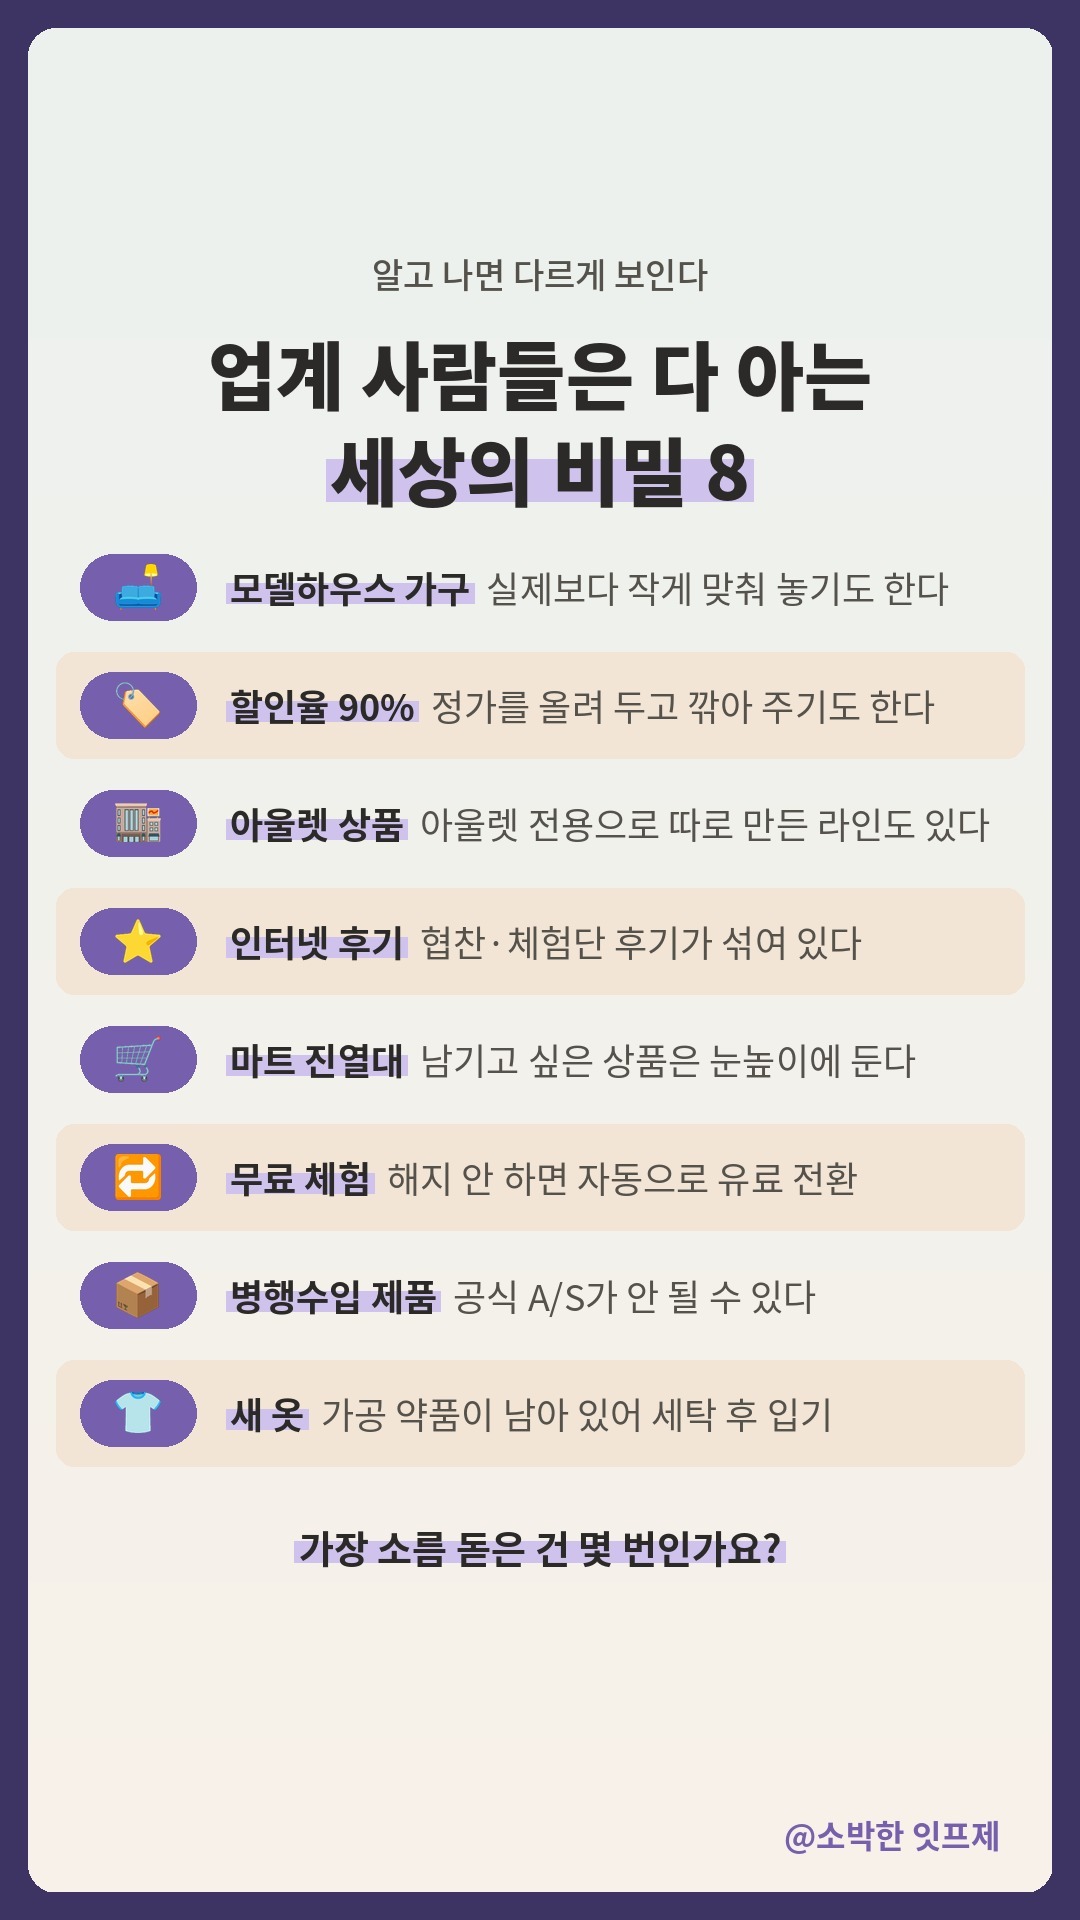 알고 나면 다르게 보인다
업계 사람들은 다 아는
세상의 비밀 8
모델하우스 가구 실제보다 작게 맞춰 놓기도 한다
할인율 90% 정가를 올려 두고 깎아 주기도 한다
아울렛 상품 아울렛 전용으로 따로 만든 라인도 있다
인터넷 후기 협찬·체험단 후기가 섞여 있다
마트 진열대 남기고 싶은 상품은 눈높이에 둔다
무료 체험 해지 안 하면 자동으로 유료 전환
병행수입 제품 공식 A/S가 안 될 수 있다
새 옷 가공 약품이 남아 있어 세탁 후 입기
가장 소름 돋은 건 몇 번인가요?
@소박한 잇프제